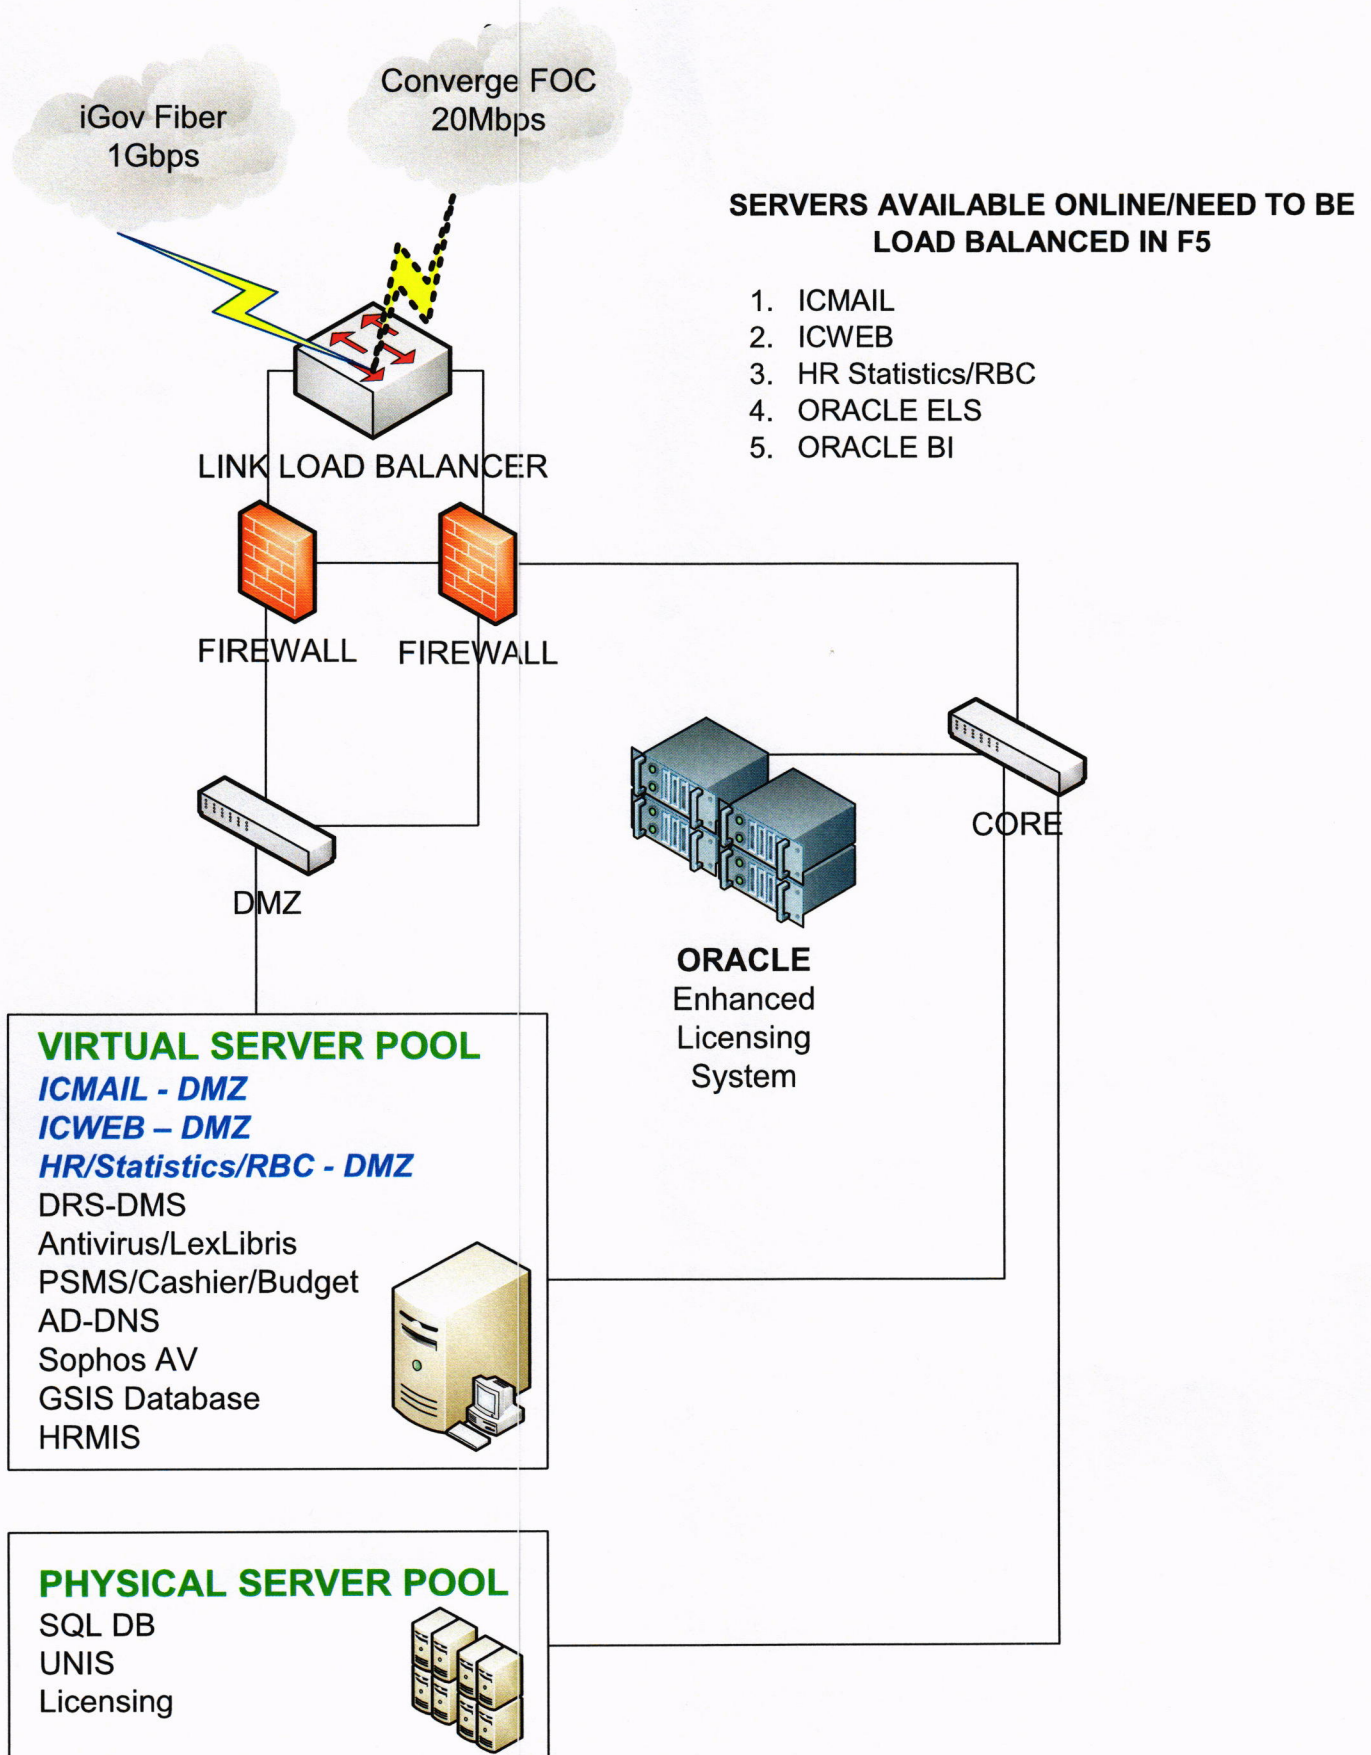 iGov Fiber
1Gbps
Converge FOC
20Mbps
SERVERS AVAILABLE ONLINE/NEED TO BE
LOAD BALANCED IN F5
1. ICMAIL
2. ICWEB
3. HR Statistics/RBC
4. ORACLE ELS
5. ORACLE BI
LINK LOAD BALANCER
FIREWALL
FIREWALL
DMZ
CORE
ORACLE
Enhanced
Licensing
System
VIRTUAL SERVER POOL
ICMAIL - DMZ
ICWEB – DMZ
HR/Statistics/RBC - DMZ
DRS-DMS
Antivirus/LexLibris
PSMS/Cashier/Budget
AD-DNS
Sophos AV
GSIS Database
HRMIS
PHYSICAL SERVER POOL
SQL DB
UNIS
Licensing